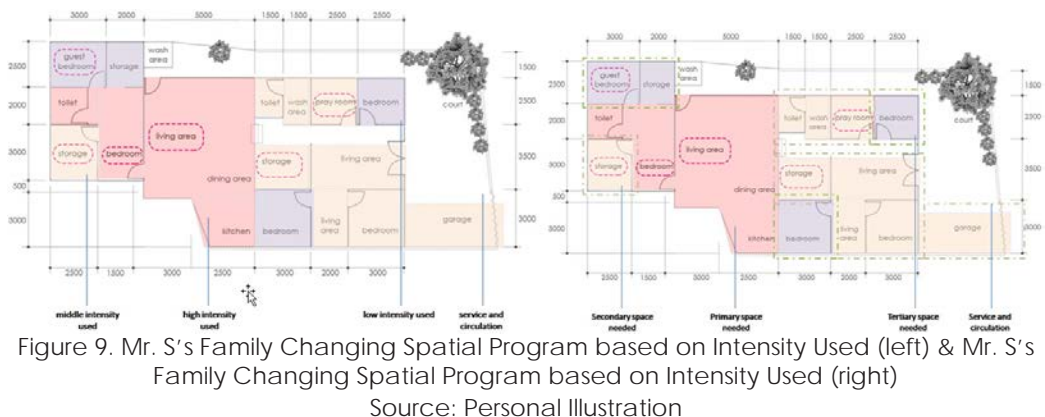 3000 2000 5000 1500 1500 2500 2500
guest
bedroom
storage
wash
area
toilet
storage
bedroom
living area
dining area
kitchen
toilet
wash
area
pray room
bedroom
storage
living area
bedroom
living
area
bedroom
garage
court
2500
2000
3000
500
3000
1500
2500
3500
3000
2500 1500 3000 2500 3000 2000 3000
middle intensity
used
high intensity
used
low intensity used
service and
circulation
3000 2000 5000 1500 1500 2500 2500
guest
bedroom
storage
wash
area
toilet
storage
bedroom
living area
dining area
kitchen
toilet
wash
area
pray room
bedroom
storage
living area
bedroom
living
area
bedroom
garage
court
2500
2000
3000
500
3000
1500
2500
3500
3000
2500 1500 3000 2500 3000 2000 3000
Secondary space
needed
Primary space
needed
Tertiary space
needed
Service and
circulation
Figure 9. Mr. S's Family Changing Spatial Program based on Intensity Used (left) & Mr. S's
Family Changing Spatial Program based on Intensity Used (right)
Source: Personal Illustration